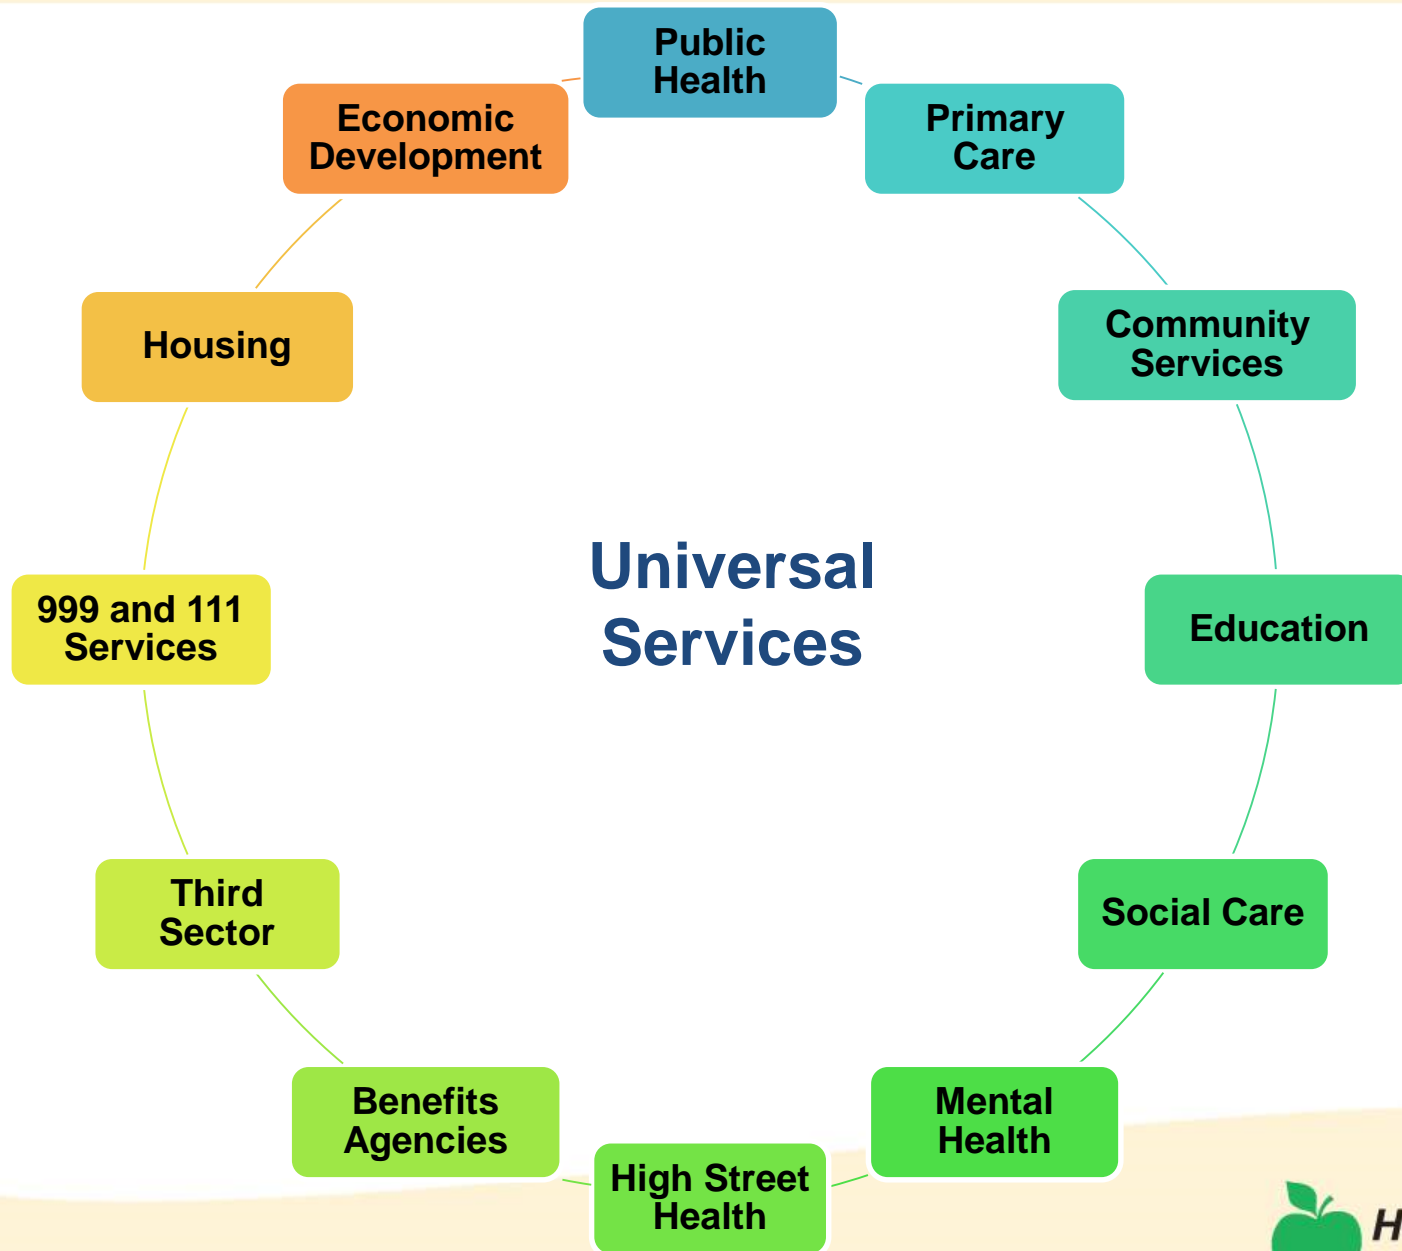 Public
Health
Primary
Care
Community
Services
Education
Social Care
Mental
Health
High Street
Health
Benefits
Agencies
Third
Sector
999 and 111
Services
Housing
Economic
Development
Universal
Services
H